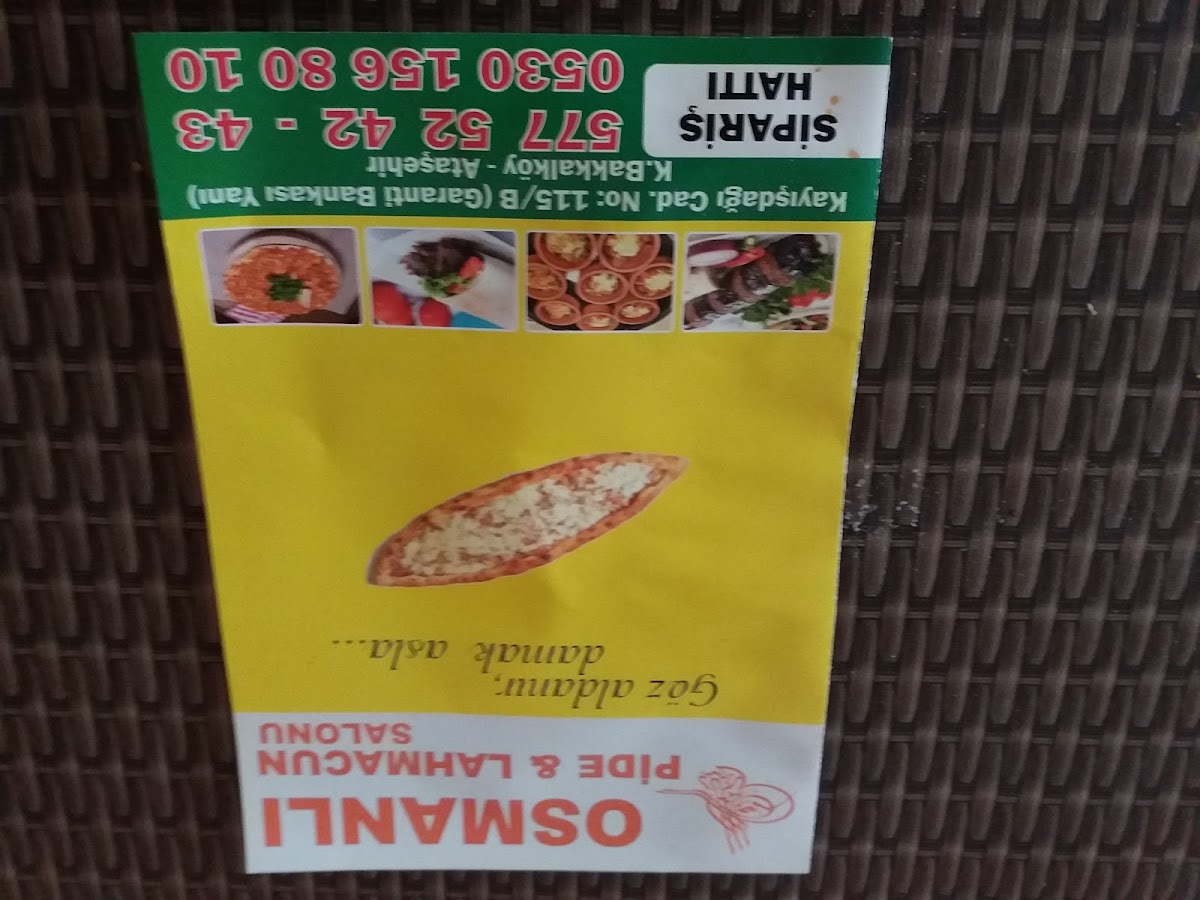 OSMANLI
PİDE & LAHMACUN
SALONU
Göz aldanır,
damak asla...
Kayışdağı Cad. No: 115/B (Garanti Bankası Yanı)
K.Bakkalköy - Ataşehir
SİPARİŞ
HATTI
577 52 42 - 43
0530 156 80 10